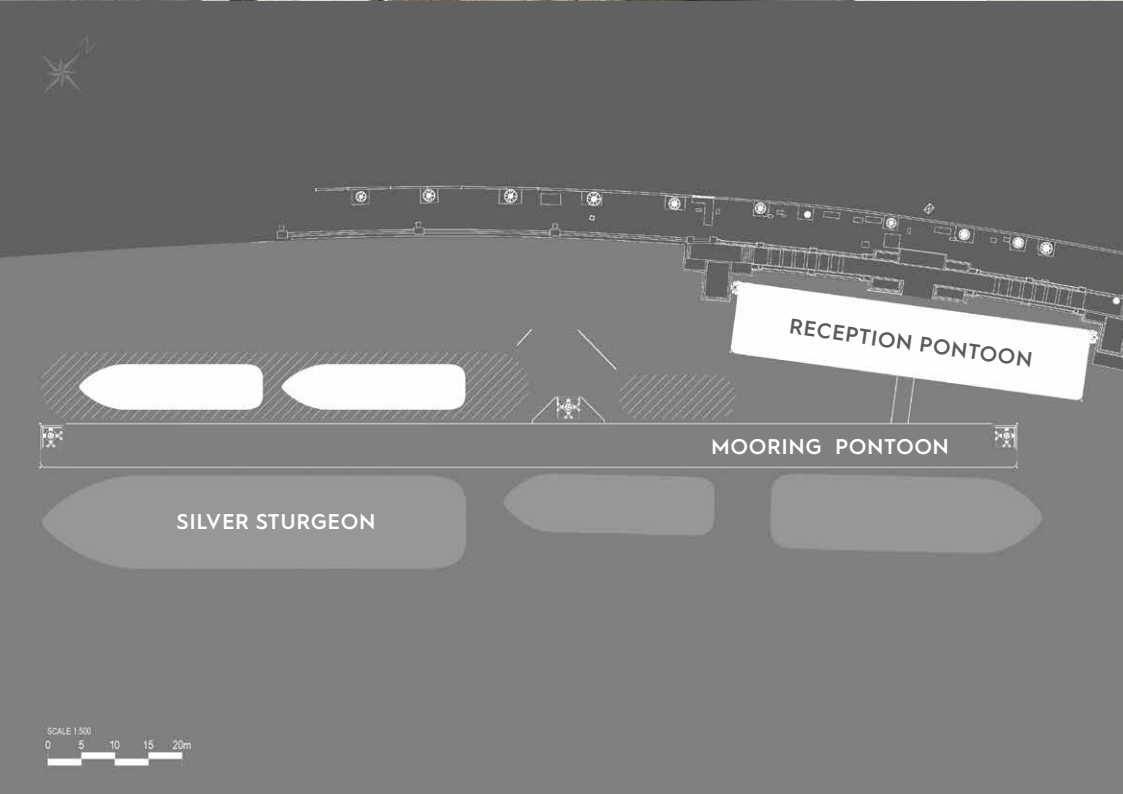 N
RECEPTION PONTOON
MOORING PONTOON
SILVER STURGEON
SCALE 1:500
0 5 10 15 20m